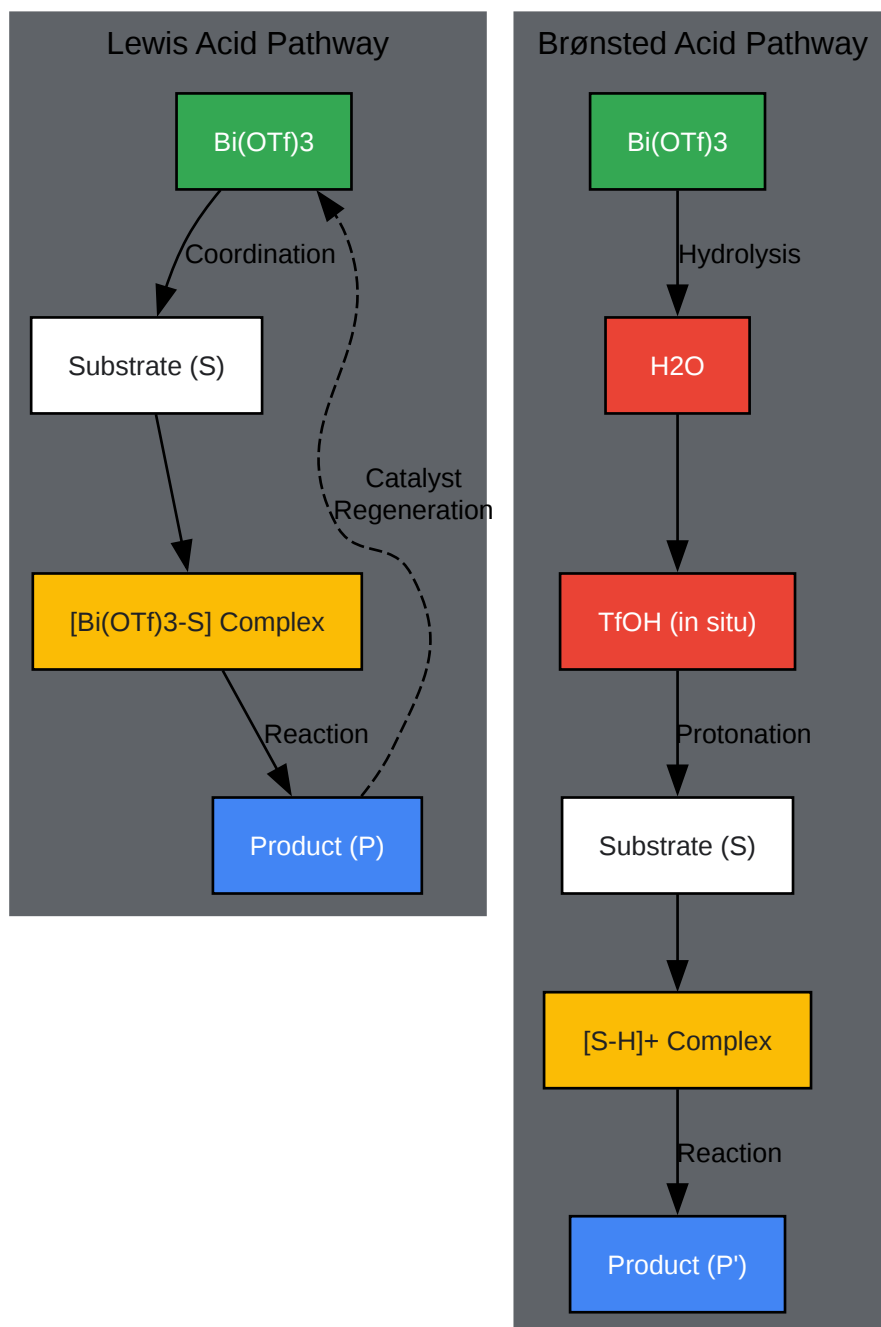 Lewis Acid Pathway
Bi(OTf)3
Coordination
Substrate (S)
Catalyst
Regeneration
[Bi(OTf)3-S] Complex
Reaction
Product (P)
Brønsted Acid Pathway
Bi(OTf)3
Hydrolysis
H2O
TfOH (in situ)
Protonation
Substrate (S)
[S-H]+ Complex
Reaction
Product (P')